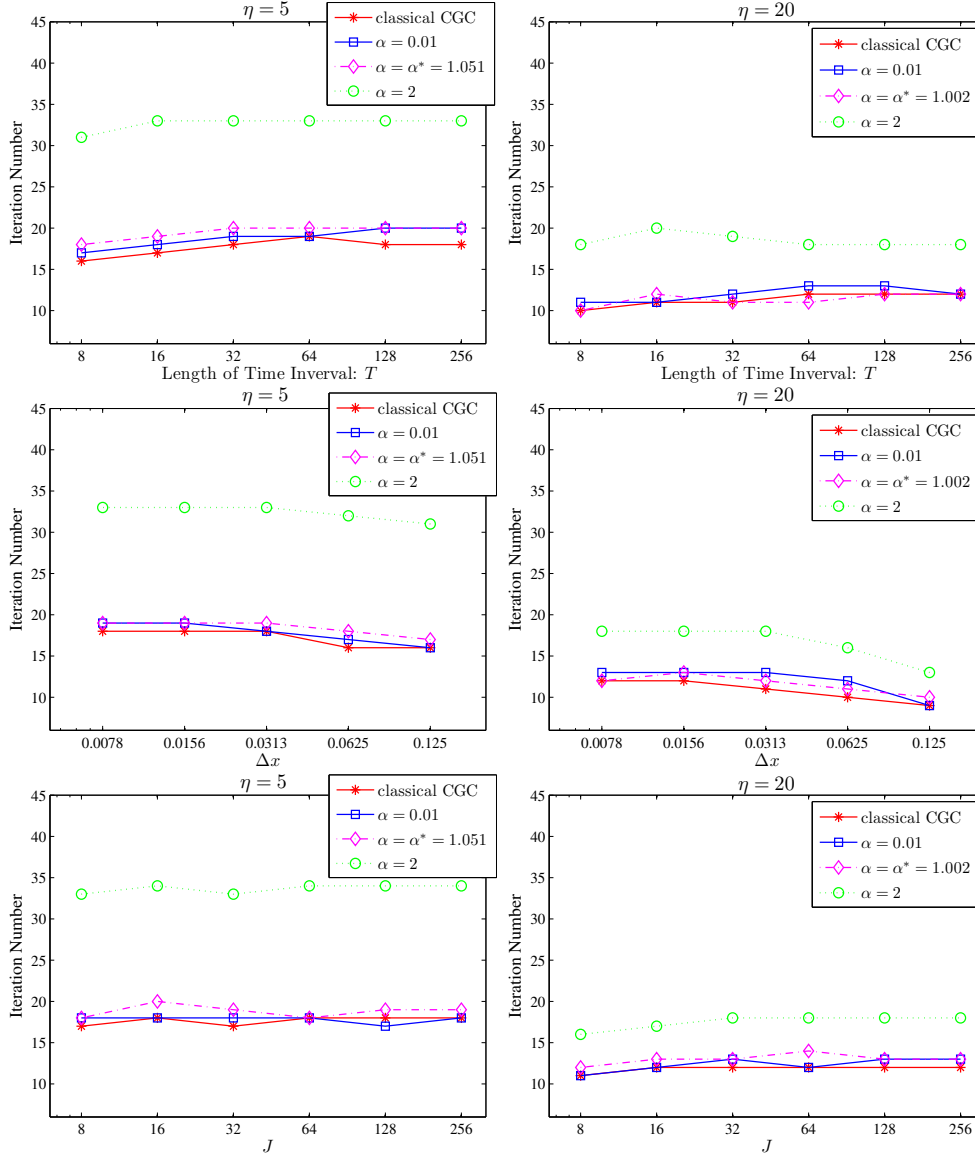 η = 5
classical CGC
α = 0.01
α = α* = 1.051
α = 2
45
40
35
30
25
20
15
10
Iteration Number
8 16 32 64 128 256
Length of Time Inverval: T
η = 20
classical CGC
α = 0.01
α = α* = 1.002
α = 2
45
40
35
30
25
20
15
10
Iteration Number
8 16 32 64 128 256
Length of Time Inverval: T
η = 5
classical CGC
α = 0.01
α = α* = 1.051
α = 2
45
40
35
30
25
20
15
10
Iteration Number
0.0078 0.0156 0.0313 0.0625 0.125
Δx
η = 20
classical CGC
α = 0.01
α = α* = 1.002
α = 2
45
40
35
30
25
20
15
10
Iteration Number
0.0078 0.0156 0.0313 0.0625 0.125
Δx
η = 5
classical CGC
α = 0.01
α = α* = 1.051
α = 2
45
40
35
30
25
20
15
10
Iteration Number
8 16 32 64 128 256
J
η = 20
classical CGC
α = 0.01
α = α* = 1.002
α = 2
45
40
35
30
25
20
15
10
Iteration Number
8 16 32 64 128 256
J